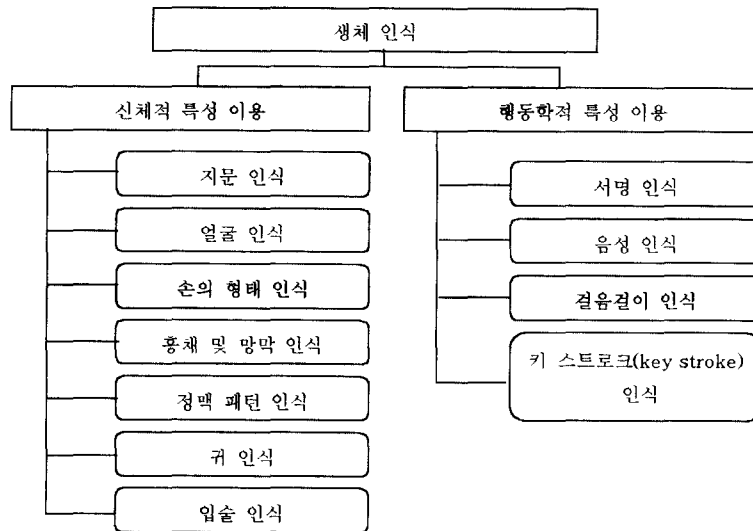 생체 인식
신체적 특성 이용
지문 인식
얼굴 인식
손의 형태 인식
홍채 및 망막 인식
정맥 패턴 인식
귀 인식
입술 인식
행동학적 특성 이용
서명 인식
음성 인식
걸음걸이 인식
키 스트로크(key stroke)
인식